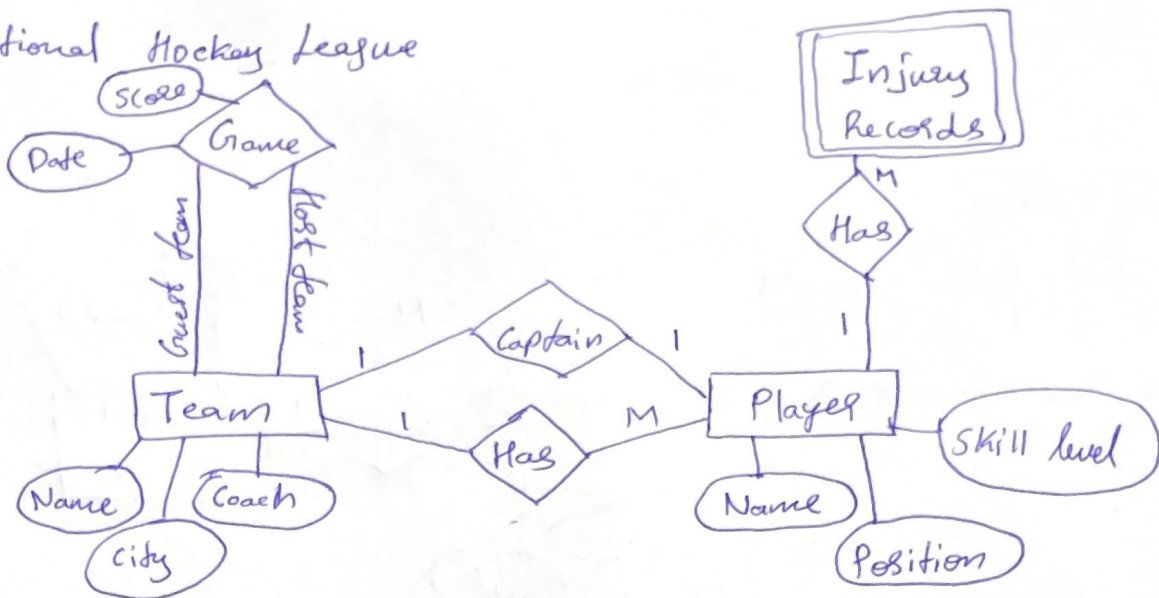 tional Hockey League
Score
Game
Date
Guest team
Host team
Injury
Records
M
Has
1
Captain
1
1
Team
Player
1
M
Has
Skill level
Name
City
Coach
Name
Position